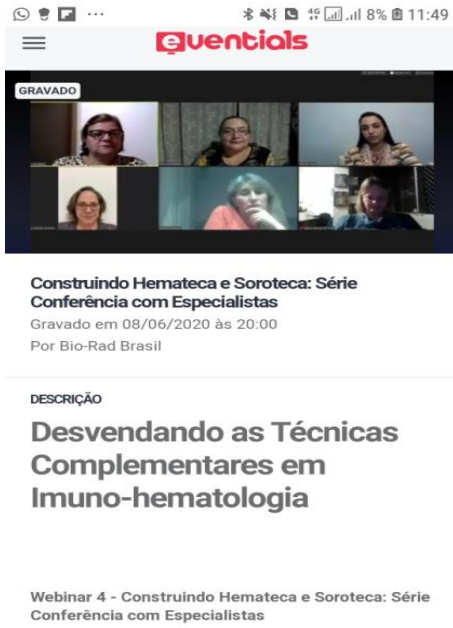 4G 8% 11:49
eventials
GRAVADO
Construindo Hemateca e Soroteca: Série
Conferência com Especialistas
Gravado em 08/06/2020 às 20:00
Por Bio-Rad Brasil
DESCRIÇÃO
Desvendando as Técnicas
Complementares em
Imuno-hematologia
Webinar 4 - Construindo Hemateca e Soroteca: Série
Conferência com Especialistas